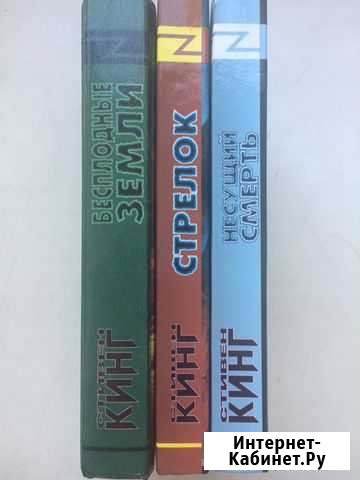 СТИВЕН
КИНГ
БЕСПЛОДНЫЕ
ЗЕМЛИ
СТИВЕН
КИНГ
СТРЕЛОК
СТИВЕН
КИНГ
НЕСУЩИЙ
СМЕРТЬ
Интернет-
Кабинет.Ру